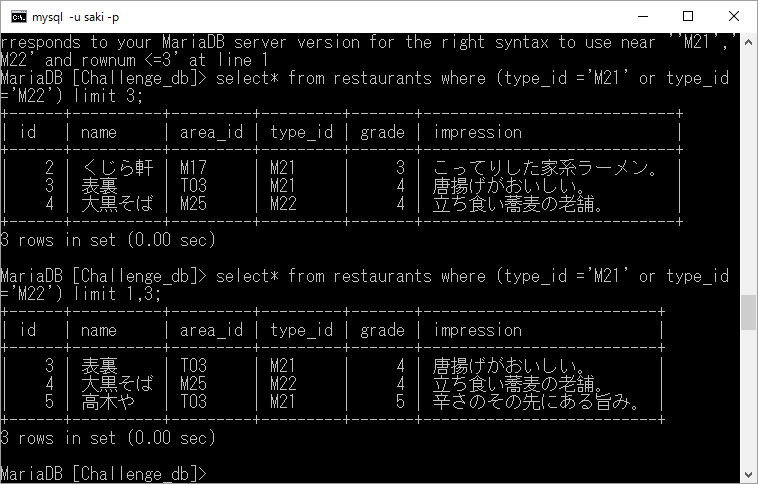 mysql -u saki -p
rresponds to your MariaDB server version for the right syntax to use near ''M21','
M22' and rownum <=3' at line 1
MariaDB [Challenge_db]> select* from restaurants where (type_id ='M21' or type_id
='M22') limit 3;
+------+----------+---------+---------+-------+----------------------------+
| id | name | area_id | type_id | grade | impression |
+------+----------+---------+---------+-------+----------------------------+
| 2 | くじら軒 | M17 | M21 | 3 | こってりした家系ラーメン。 |
| 3 | 表裏 | T03 | M21 | 4 | 唐揚げがおいしい。 |
| 4 | 大黒そば | M25 | M22 | 4 | 立ち食い蕎麦の老舗。 |
+------+----------+---------+---------+-------+----------------------------+
3 rows in set (0.00 sec)
MariaDB [Challenge_db]> select* from restaurants where (type_id ='M21' or type_id
='M22') limit 1,3;
+------+----------+---------+---------+-------+--------------------------+
| id | name | area_id | type_id | grade | impression |
+------+----------+---------+---------+-------+--------------------------+
| 3 | 表裏 | T03 | M21 | 4 | 唐揚げがおいしい。 |
| 4 | 大黒そば | M25 | M22 | 4 | 立ち食い蕎麦の老舗。 |
| 5 | 高木や | T03 | M21 | 5 | 辛さのその先にある旨み。 |
+------+----------+---------+---------+-------+--------------------------+
3 rows in set (0.00 sec)
MariaDB [Challenge_db]>